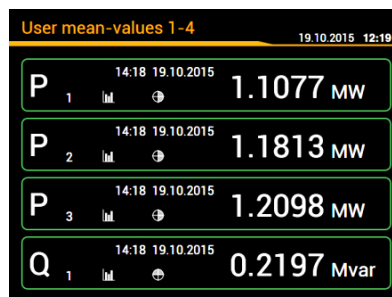 User mean-values 1-4
19.10.2015 12:19
P 1 14:18 19.10.2015 1.1077 MW
P 2 14:18 19.10.2015 1.1813 MW
P 3 14:18 19.10.2015 1.2098 MW
Q 1 14:18 19.10.2015 0.2197 Mvar